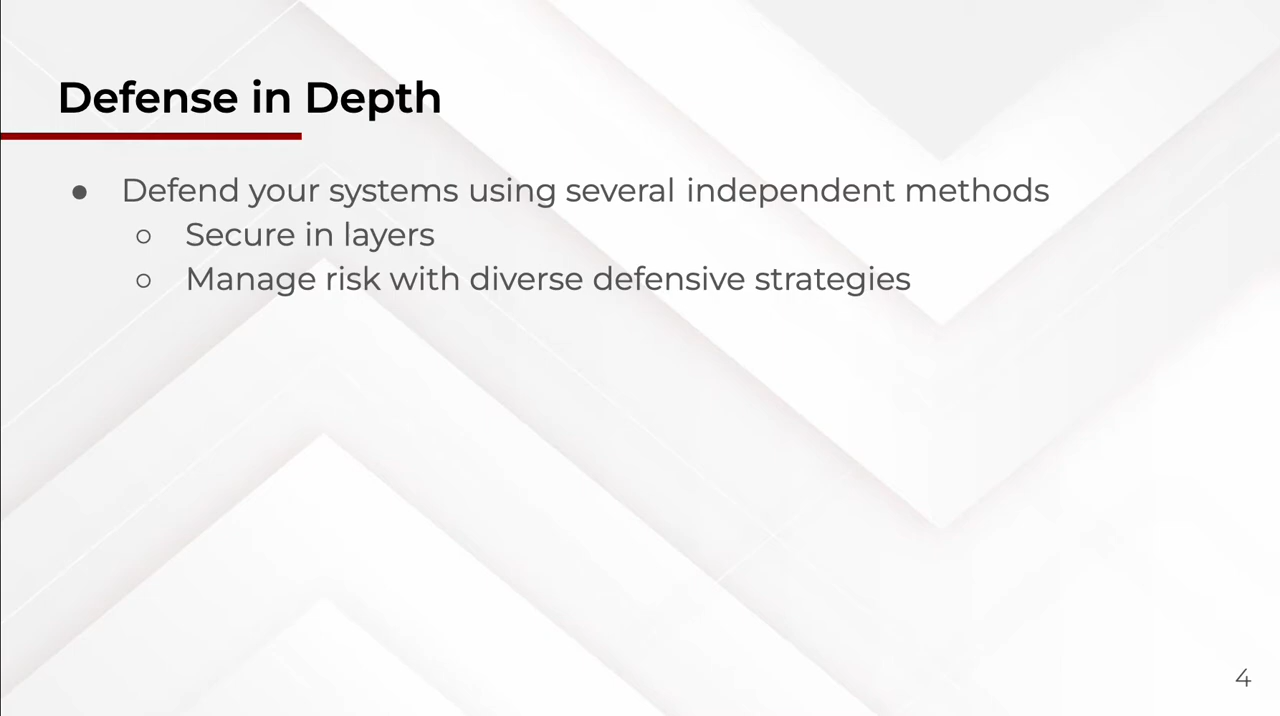 Defense in Depth
● Defend your systems using several independent methods
○ Secure in layers
○ Manage risk with diverse defensive strategies
4